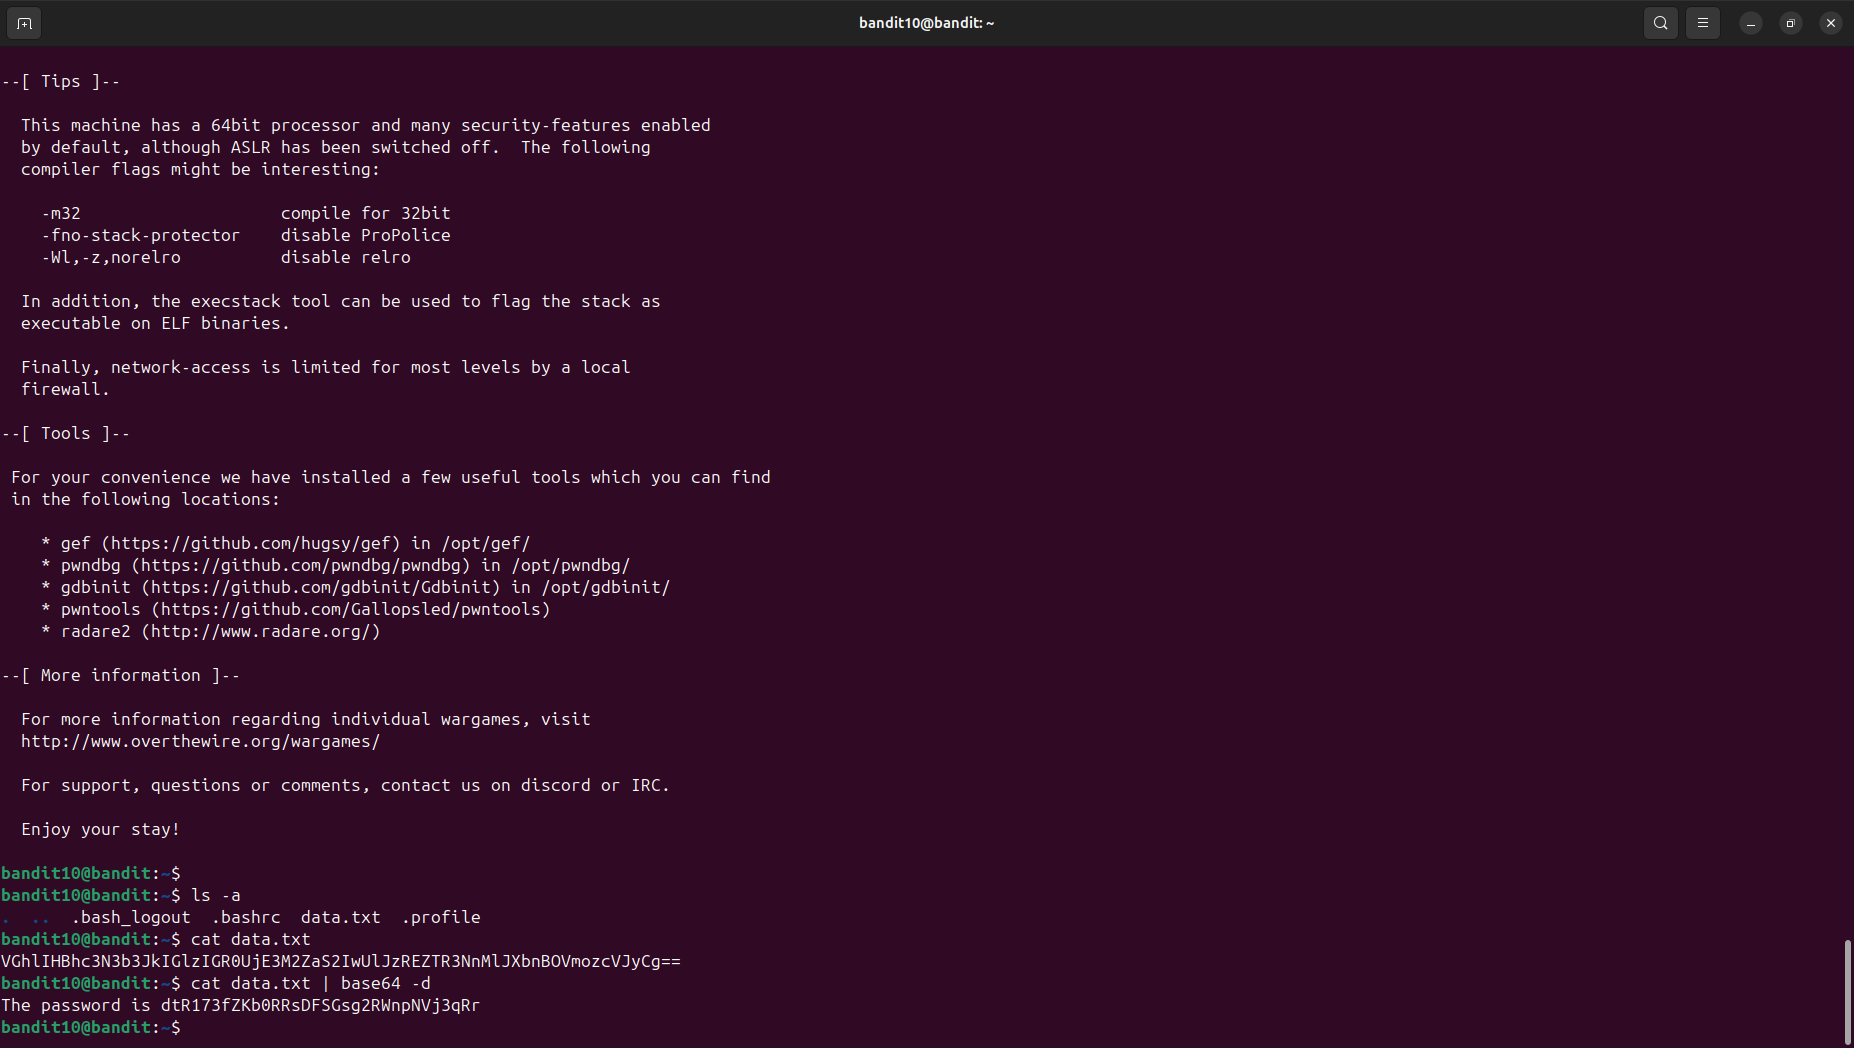 bandit10@bandit: ~
--[ Tips ]--
This machine has a 64bit processor and many security-features enabled
by default, although ASLR has been switched off.  The following
compiler flags might be interesting:
-m32                    compile for 32bit
-fno-stack-protector    disable ProPolice
-Wl,-z,norelro          disable relro
In addition, the execstack tool can be used to flag the stack as
executable on ELF binaries.
Finally, network-access is limited for most levels by a local
firewall.
--[ Tools ]--
For your convenience we have installed a few useful tools which you can find
in the following locations:
* gef (https://github.com/hugsy/gef) in /opt/gef/
* pwndbg (https://github.com/pwndbg/pwndbg) in /opt/pwndbg/
* gdbinit (https://github.com/gdbinit/Gdbinit) in /opt/gdbinit/
* pwntools (https://github.com/Gallopsled/pwntools)
* radare2 (http://www.radare.org/)
--[ More information ]--
For more information regarding individual wargames, visit
http://www.overthewire.org/wargames/
For support, questions or comments, contact us on discord or IRC.
Enjoy your stay!
bandit10@bandit:~$
bandit10@bandit:~$ ls -a
.  ..  .bash_logout  .bashrc  data.txt  .profile
bandit10@bandit:~$ cat data.txt
VGhlIHBhc3N3b3JkIGlzIGR0UjE3M2ZaS2IwUlJzREZTR3NnMlJXbnBOVmozcVJyCg==
bandit10@bandit:~$ cat data.txt | base64 -d
The password is dtR173fZKb0RRsDFSGsg2RWnpNVj3qRr
bandit10@bandit:~$